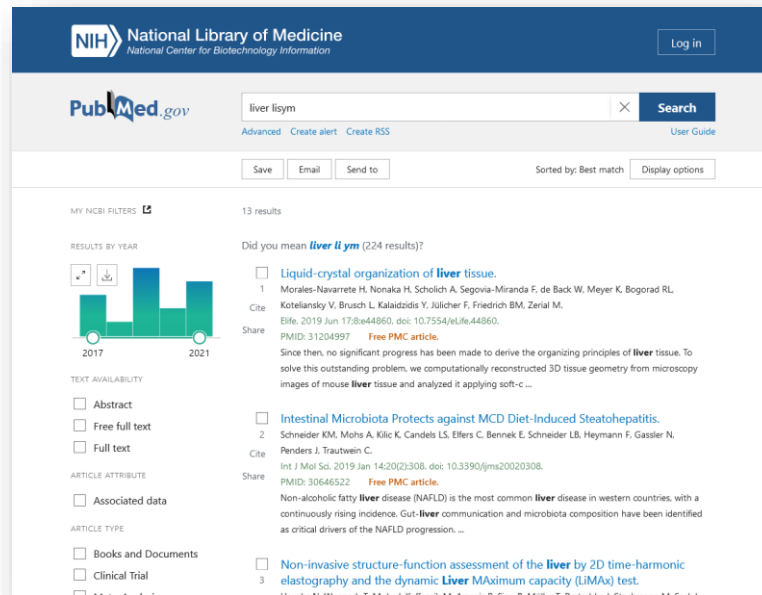 NIH National Library of Medicine
National Center for Biotechnology Information
Log in
PubMed.gov
liver lisym
Search
Advanced Create alert Create RSS
User Guide
Save Email Send to
Sorted by: Best match Display options
MY NCBI FILTERS
13 results
RESULTS BY YEAR
2017 2021
TEXT AVAILABILITY
Abstract
Free full text
Full text
ARTICLE ATTRIBUTE
Associated data
ARTICLE TYPE
Books and Documents
Clinical Trial
Did you mean liver li ym (224 results)?
1
Cite
Share
Liquid-crystal organization of liver tissue.
Morales-Navarrete H, Nonaka H, Scholich A, Segovia-Miranda F, de Back W, Meyer K, Bogorad RL,
Koteliansky V, Brusch L, Kalaidzidis Y, Jülicher F, Friedrich BM, Zerial M.
Elife. 2019 Jun 17;8:e44860. doi: 10.7554/eLife.44860.
PMID: 31204997 Free PMC article.
Since then, no significant progress has been made to derive the organizing principles of liver tissue. To
solve this outstanding problem, we computationally reconstructed 3D tissue geometry from microscopy
images of mouse liver tissue and analyzed it applying soft-c ...
2
Cite
Share
Intestinal Microbiota Protects against MCD Diet-Induced Steatohepatitis.
Schneider KM, Mohs A, Kilic K, Candels LS, Elfers C, Bennek E, Schneider LB, Heymann F, Gassler N,
Penders J, Trautwein C.
Int J Mol Sci. 2019 Jan 14;20(2):308. doi: 10.3390/ijms20020308.
PMID: 30646522 Free PMC article.
Non-alcoholic fatty liver disease (NAFLD) is the most common liver disease in western countries, with a
continuously rising incidence. Gut-liver communication and microbiota composition have been identified
as critical drivers of the NAFLD progression. ...
3
Non-invasive structure-function assessment of the liver by 2D time-harmonic
elastography and the dynamic Liver MAximum capacity (LiMAx) test.